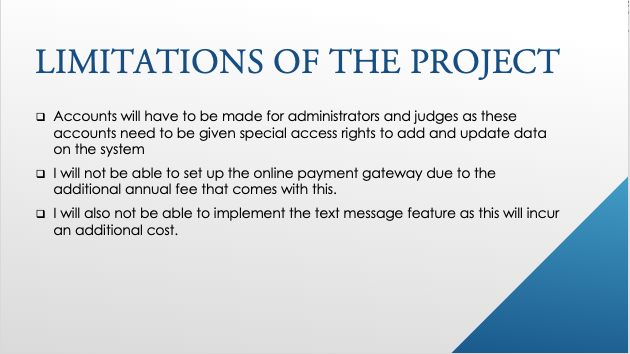 LIMITATIONS OF THE PROJECT
Accounts will have to be made for administrators and judges as these
accounts need to be given special access rights to add and update data
on the system
I will not be able to set up the online payment gateway due to the
additional annual fee that comes with this.
I will also not be able to implement the text message feature as this will incur
an additional cost.